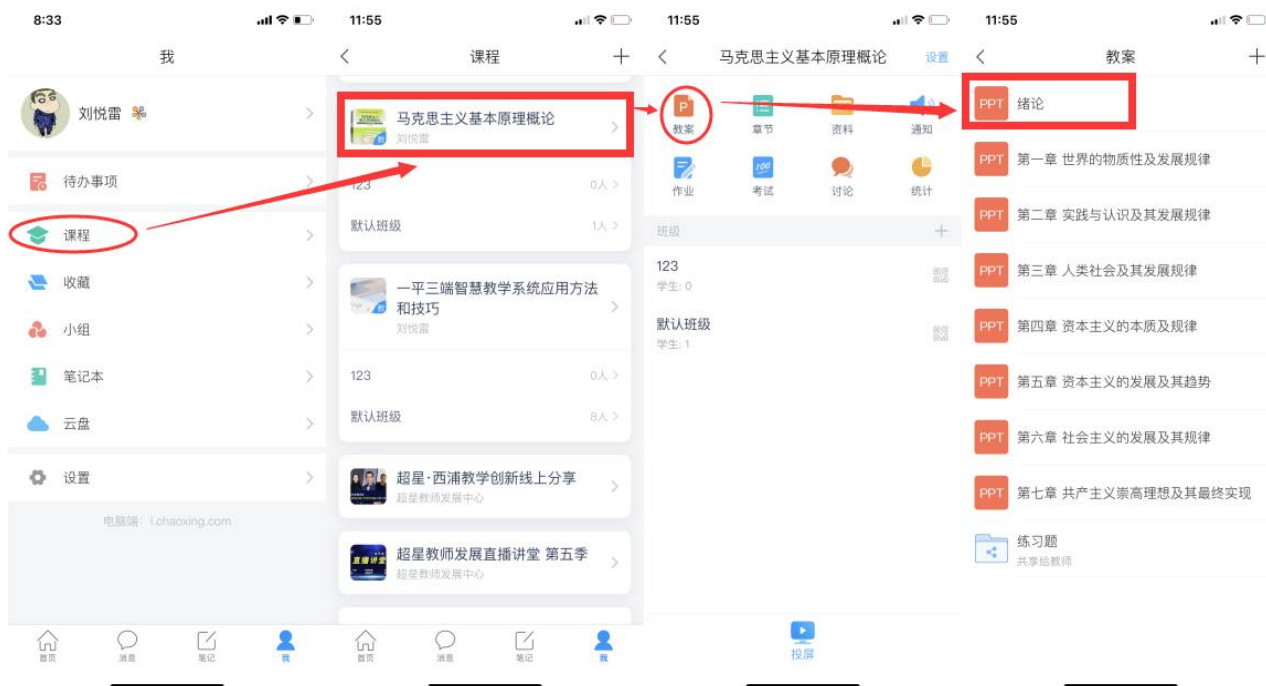 8:33
我
刘悦雷
待办事项
课程
收藏
小组
笔记本
云盘
设置
电脑端：i.chaoxing.com
首页
消息
笔记
我
11:55
课程
马克思主义基本原理概论
刘悦雷
123
0人
默认班级
1人
一平三端智慧教学系统应用方法
和技巧
刘悦雷
123
0人
默认班级
8人
超星·西浦教学创新线上分享
超星教师发展中心
直播讲堂
超星教师发展直播讲堂 第五季
超星教师发展中心
首页
消息
笔记
我
11:55
马克思主义基本原理概论
设置
教案
章节
资料
通知
作业
100
考试
讨论
统计
班级
123
学生: 0
默认班级
学生: 1
投屏
11:55
教案
PPT 绪论
PPT 第一章 世界的物质性及发展规律
PPT 第二章 实践与认识及其发展规律
PPT 第三章 人类社会及其发展规律
PPT 第四章 资本主义的本质及规律
PPT 第五章 资本主义的发展及其趋势
PPT 第六章 社会主义的发展及其规律
PPT 第七章 共产主义崇高理想及其最终实现
练习题
共享给教师